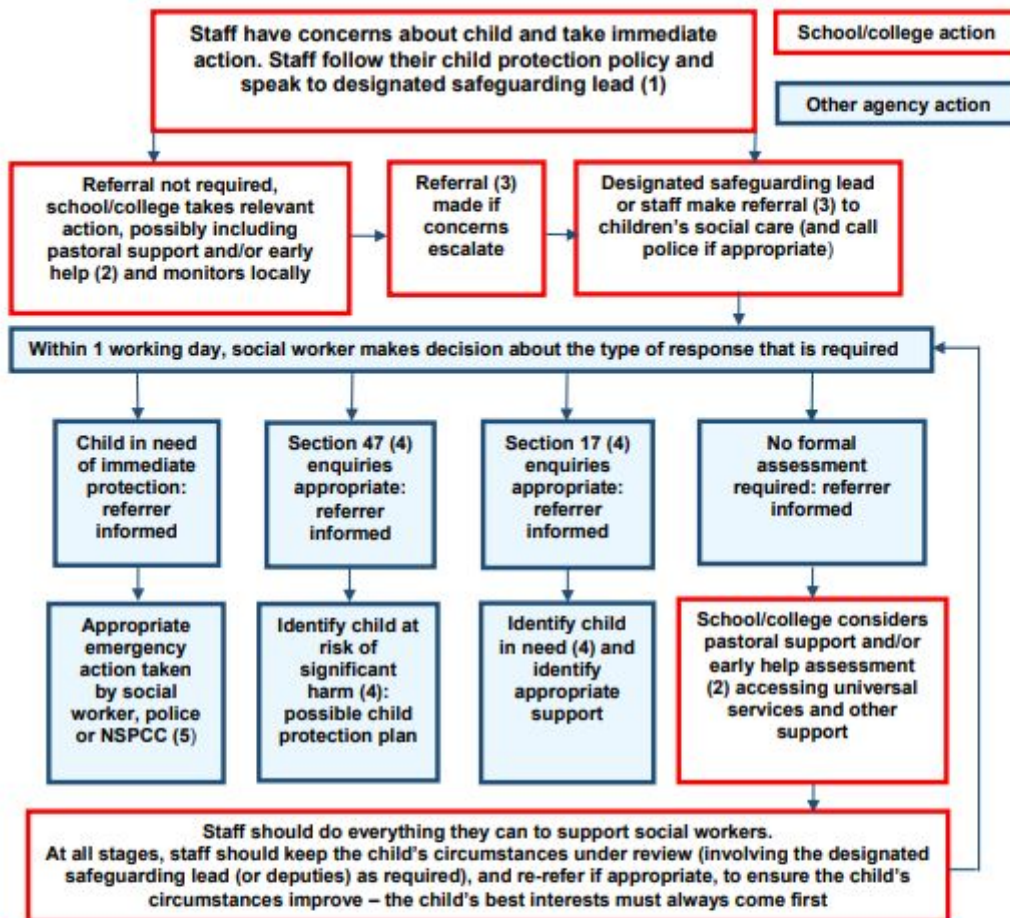 Staff have concerns about child and take immediate
action. Staff follow their child protection policy and
speak to designated safeguarding lead (1)
School/college action
Other agency action
Referral not required,
school/college takes relevant
action, possibly including
pastoral support and/or early
help (2) and monitors locally
Referral (3)
made if
concerns
escalate
Designated safeguarding lead
or staff make referral (3) to
children's social care (and call
police if appropriate)
Within 1 working day, social worker makes decision about the type of response that is required
Child in need
of immediate
protection:
referrer
informed
Section 47 (4)
enquiries
appropriate:
referrer
informed
Section 17 (4)
enquiries
appropriate:
referrer
informed
No formal
assessment
required: referrer
informed
Appropriate
emergency
action taken
by social
worker, police
or NSPCC (5)
Identify child at
risk of
significant
harm (4):
possible child
protection plan
Identify child
in need (4) and
identify
appropriate
support
School/college considers
pastoral support and/or
early help assessment
(2) accessing universal
services and other
support
Staff should do everything they can to support social workers.
At all stages, staff should keep the child's circumstances under review (involving the designated
safeguarding lead (or deputies) as required), and re-refer if appropriate, to ensure the child's
circumstances improve – the child's best interests must always come first